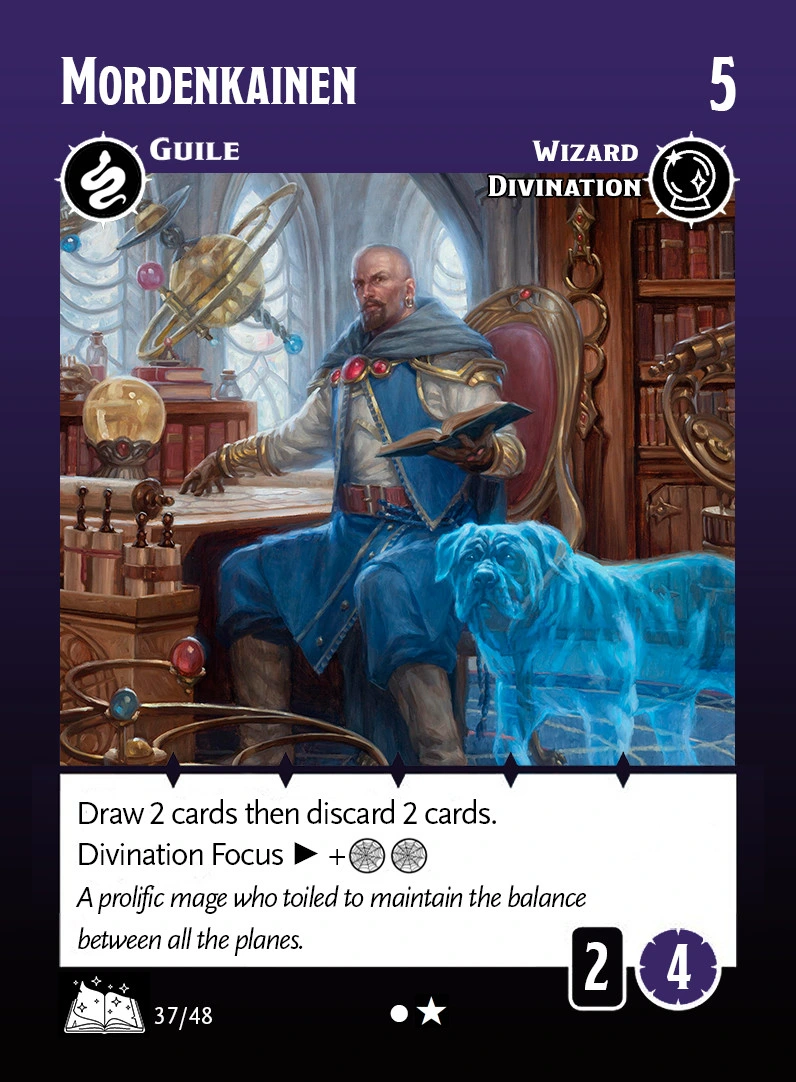 Mordenkainen 5
Guile
Wizard
Divination
Draw 2 cards then discard 2 cards.
Divination Focus ► +
A prolific mage who toiled to maintain the balance
between all the planes.
2 4
37/48